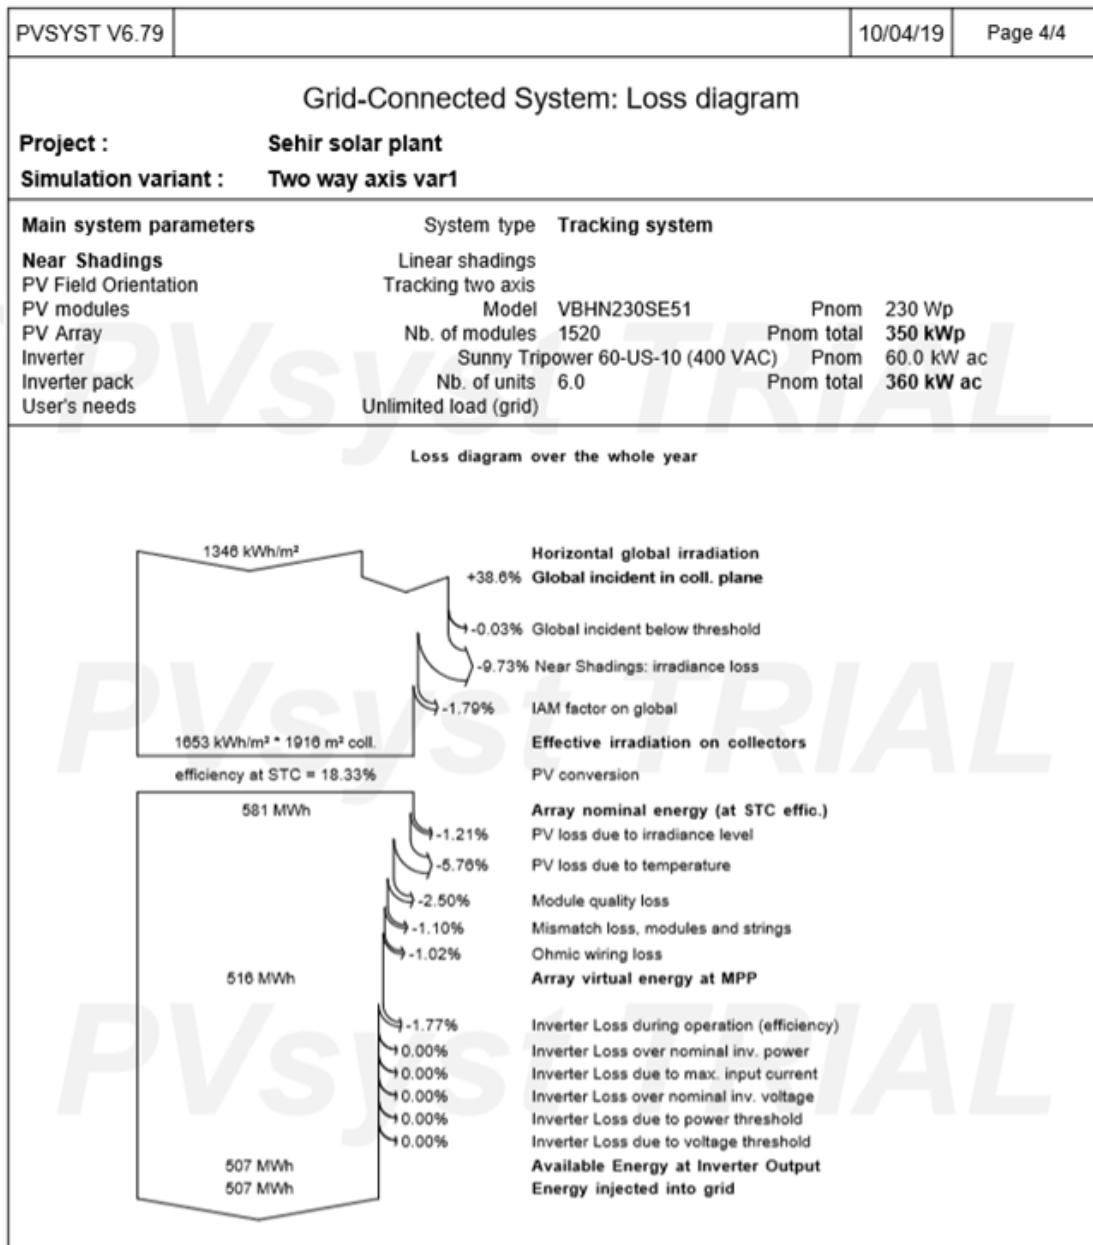 PVSYST V6.79 10/04/19 Page 4/4
Grid-Connected System: Loss diagram
Project : Sehir solar plant
Simulation variant : Two way axis var1
Main system parameters System type Tracking system
Near Shadings Linear shadings
PV Field Orientation Tracking two axis
PV modules Model VBHN230SE51 Pnom 230 Wp
PV Array Nb. of modules 1520 Pnom total 350 kWp
Inverter Sunny Tripower 60-US-10 (400 VAC) Pnom 60.0 kW ac
Inverter pack Nb. of units 6.0 Pnom total 360 kW ac
User's needs Unlimited load (grid)
PVsyst TRIAL
Loss diagram over the whole year
1346 kWh/m² Horizontal global irradiation
+38.6% Global incident in coll. plane
-0.03% Global incident below threshold
-9.73% Near Shadings: irradiance loss
-1.79% IAM factor on global
PVsyst TRIAL
1653 kWh/m² * 1916 m² coll. Effective irradiation on collectors
efficiency at STC = 18.33% PV conversion
581 MWh Array nominal energy (at STC effic.)
-1.21% PV loss due to irradiance level
-5.76% PV loss due to temperature
-2.50% Module quality loss
-1.10% Mismatch loss, modules and strings
-1.02% Ohmic wiring loss
516 MWh Array virtual energy at MPP
-1.77% Inverter Loss during operation (efficiency)
0.00% Inverter Loss over nominal inv. power
PVsyst TRIAL
0.00% Inverter Loss due to max. input current
0.00% Inverter Loss over nominal inv. voltage
0.00% Inverter Loss due to power threshold
0.00% Inverter Loss due to voltage threshold
507 MWh Available Energy at Inverter Output
507 MWh Energy injected into grid